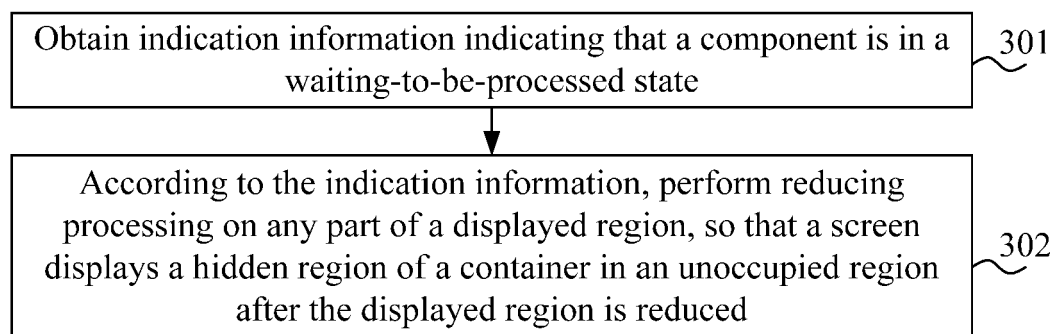 Obtain indication information indicating that a component is in a
waiting-to-be-processed state
301
According to the indication information, perform reducing
processing on any part of a displayed region, so that a screen
displays a hidden region of a container in an unoccupied region
after the displayed region is reduced
302